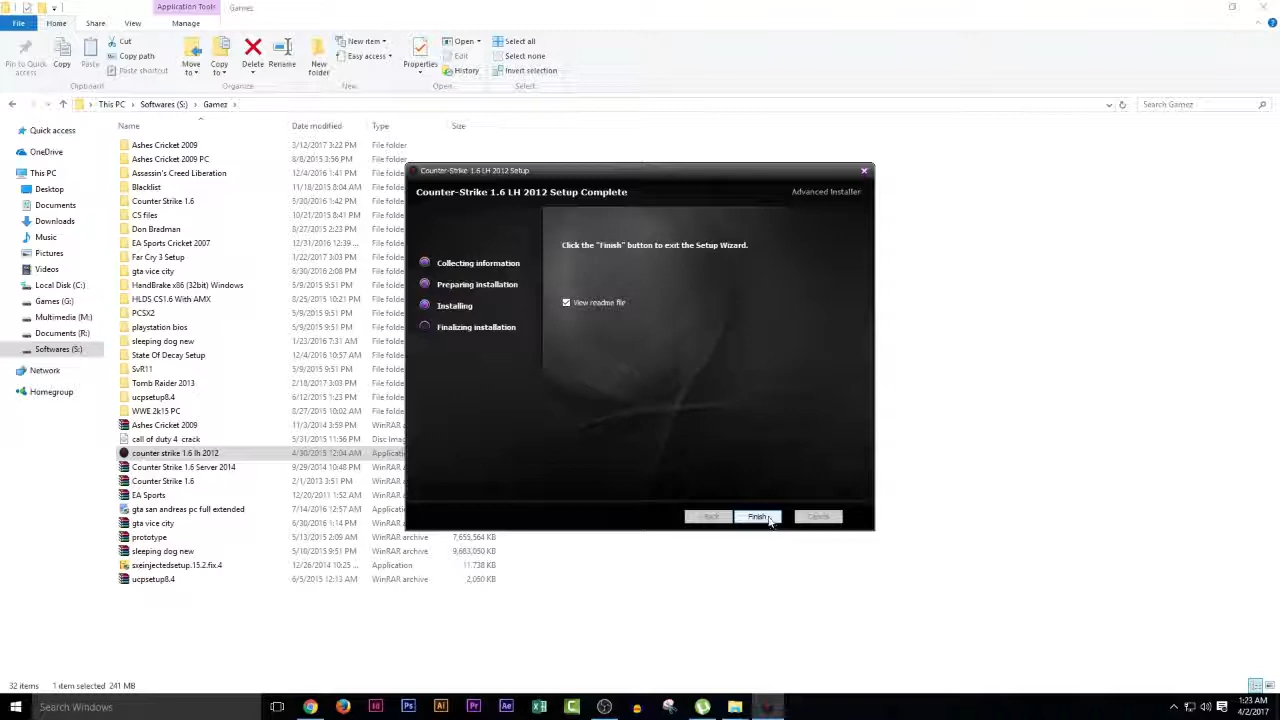 Application Tools Gamez
File Home Share View Manage
Pin to Quick access
Copy
Paste
Cut
Copy path
Paste shortcut
Clipboard
Move to
Copy to
Delete
Rename
Organize
New folder
New item
Easy access
New
Properties
Open
Edit
History
Open
Select all
Select none
Invert selection
Select
This PC Softwares (S:) Gamez
Search Gamez
Quick access
OneDrive
This PC
Desktop
Documents
Downloads
Music
Pictures
Videos
Local Disk (C:)
Games (G:)
Multimedia (M:)
Documents (R:)
Softwares (S:)
Network
Homegroup
Name Date modified Type Size
Ashes Cricket 2009 3/12/2017 3:22 PM File folder
Ashes Cricket 2009 PC 8/8/2015 3:56 PM File folder
Assassin's Creed Liberation 12/4/2016 1:41 PM File folder
Blacklist 11/18/2015 8:04 AM File folder
Counter Strike 1.6 5/20/2016 1:42 PM File folder
CS files 10/21/2015 8:41 PM File folder
Don Bradman 8/27/2015 2:23 PM File folder
EA Sports Cricket 2007 12/31/2016 12:39 ... File folder
Far Cry 3 Setup 1/22/2017 3:03 PM File folder
gta vice city 6/30/2016 2:08 PM File folder
HandBrake x86 (32bit) Windows 5/9/2015 9:51 PM File folder
HLDS CS1.6 With AMX 8/25/2015 10:21 PM File folder
PCSX2 5/9/2015 9:51 PM File folder
playstation bios 5/9/2015 9:51 PM File folder
sleeping dog new 1/23/2016 7:31 AM File folder
State Of Decay Setup 12/4/2016 10:57 AM File folder
SvR11 5/9/2015 9:51 PM File folder
Tomb Raider 2013 2/18/2017 3:03 PM File folder
ucpsetup8.4 6/12/2015 1:23 PM File folder
WWE 2k15 PC 8/27/2015 10:02 AM File folder
Ashes Cricket 2009 11/3/2014 3:59 PM WinRAR
call of duty 4 crack 5/31/2015 11:56 PM Disc Imag
counter strike 1.6 lh 2012 4/30/2015 12:04 AM Applicati
Counter Strike 1.6 Server 2014 9/29/2014 10:48 PM WinRAR
Counter Strike 1.6 2/1/2013 3:51 PM WinRAR
EA Sports 12/20/2011 1:52 AM WinRAR
gta san andreas pc full extended 7/14/2016 12:57 AM Applicati
gta vice city 6/30/2016 1:14 PM WinRAR
prototype 5/13/2015 2:09 AM WinRAR archive 7,655,564 KB
sleeping dog new 5/10/2015 9:51 PM WinRAR archive 9,683,050 KB
sxeinjectedsetup.15.2.fix.4 12/26/2014 10:25 ... Application 11,738 KB
ucpsetup8.4 6/5/2015 12:13 AM WinRAR archive 2,050 KB
Counter-Strike 1.6 LH 2012 Setup
Counter-Strike 1.6 LH 2012 Setup Complete Advanced Installer
Click the "Finish" button to exit the Setup Wizard.
Collecting information
Preparing installation
Installing
Finalizing installation
View readme file
Back Finish Cancel
32 items 1 item selected 241 MB
Search Windows
Id Ps Ai Pr Ae
1:23 AM
4/2/2017